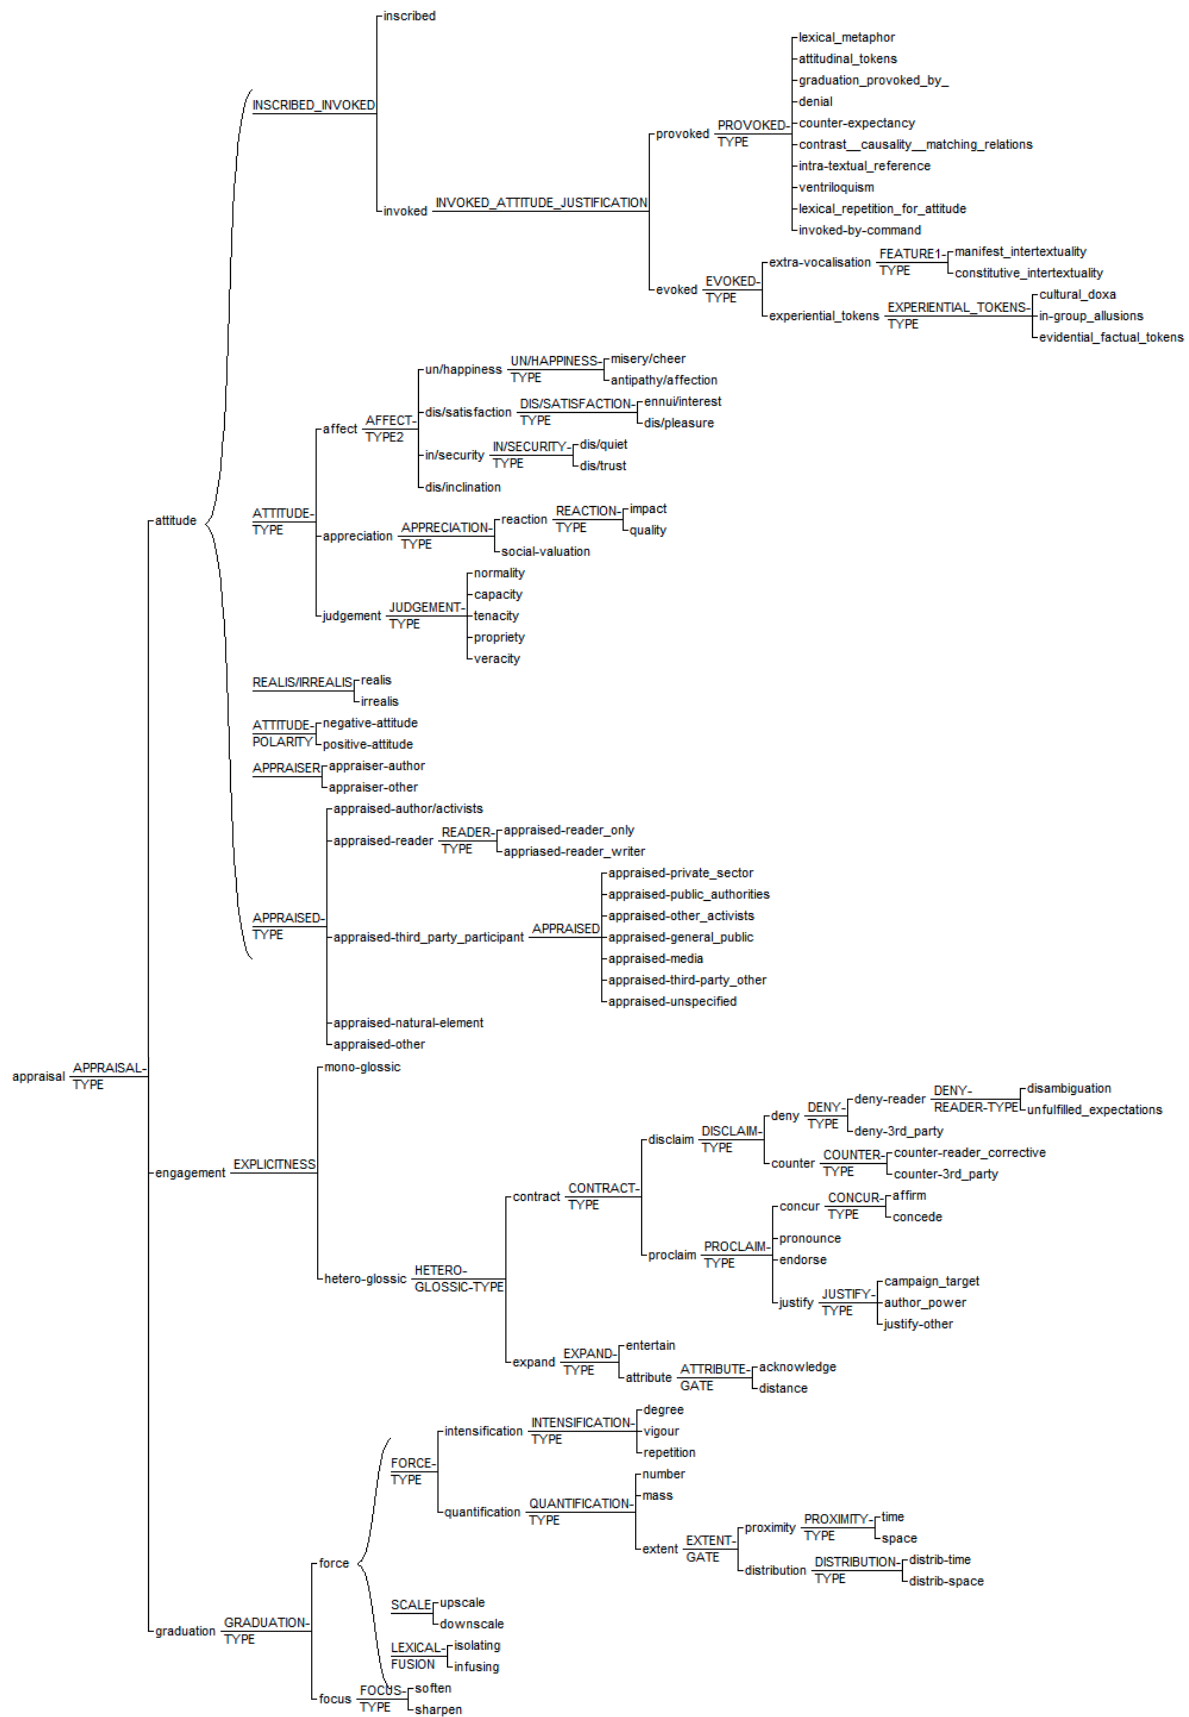 inscribed
lexical_metaphor
attitudinal_tokens
graduation_provoked_by_
INSCRIBED_INVOKED
denial
provoked PROVOKED-
TYPE
counter-expectancy
contrast__causality__matching_relations
intra-textual_reference
ventriloquism
lexical_repetition_for_attitude
invoked INVOKED_ATTITUDE_JUSTIFICATION
invoked-by-command
extra-vocalisation FEATURE1-
TYPE
manifest_intertextuality
constitutive_intertextuality
evoked EVOKED-
TYPE
experiential_tokens EXPERIENTIAL_TOKENS-
TYPE
cultural_doxa
in-group_allusions
evidential_factual_tokens
un/happiness UN/HAPPINESS-
TYPE
misery/cheer
antipathy/affection
dis/satisfaction DIS/SATISFACTION-
TYPE
ennui/interest
dis/pleasure
affect AFFECT-
TYPE2
in/security IN/SECURITY-
TYPE
dis/quiet
dis/trust
dis/inclination
attitude
ATTITUDE-
TYPE
appreciation APPRECIATION-
TYPE
reaction REACTION-
TYPE
impact
quality
social-valuation
normality
capacity
judgement JUDGEMENT-
TYPE
tenacity
propriety
veracity
REALIS/IRREALIS
realis
irrealis
ATTITUDE-
POLARITY
negative-attitude
positive-attitude
APPRAISER
appraiser-author
appraiser-other
appraised-author/activists
appraised-reader READER-
TYPE
appraised-reader_only
appriased-reader_writer
APPRAISED-
TYPE
appraised-third_party_participant APPRAISED
appraised-private_sector
appraised-public_authorities
appraised-other_activists
appraised-general_public
appraised-media
appraised-third-party_other
appraised-unspecified
appraised-natural-element
appraised-other
appraisal APPRAISAL-
TYPE
mono-glossic
engagement EXPLICITNESS
disclaim DISCLAIM-
TYPE
deny DENY-
TYPE
deny-reader DENY-
READER-TYPE
disambiguation
unfulfilled_expectations
deny-3rd_party
counter COUNTER-
TYPE
counter-reader_corrective
counter-3rd_party
contract CONTRACT-
TYPE
concur CONCUR-
TYPE
affirm
concede
proclaim PROCLAIM-
TYPE
pronounce
endorse
hetero-glossic HETERO-
GLOSSIC-TYPE
justify JUSTIFY-
TYPE
campaign_target
author_power
justify-other
expand EXPAND-
TYPE
entertain
attribute ATTRIBUTE-
GATE
acknowledge
distance
intensification INTENSIFICATION-
TYPE
degree
vigour
repetition
FORCE-
TYPE
quantification QUANTIFICATION-
TYPE
number
mass
extent EXTENT-
GATE
proximity PROXIMITY-
TYPE
time
space
distribution DISTRIBUTION-
TYPE
distrib-time
distrib-space
force
SCALE
upscale
downscale
graduation GRADUATION-
TYPE
LEXICAL-
FUSION
isolating
infusing
focus FOCUS-
TYPE
soften
sharpen